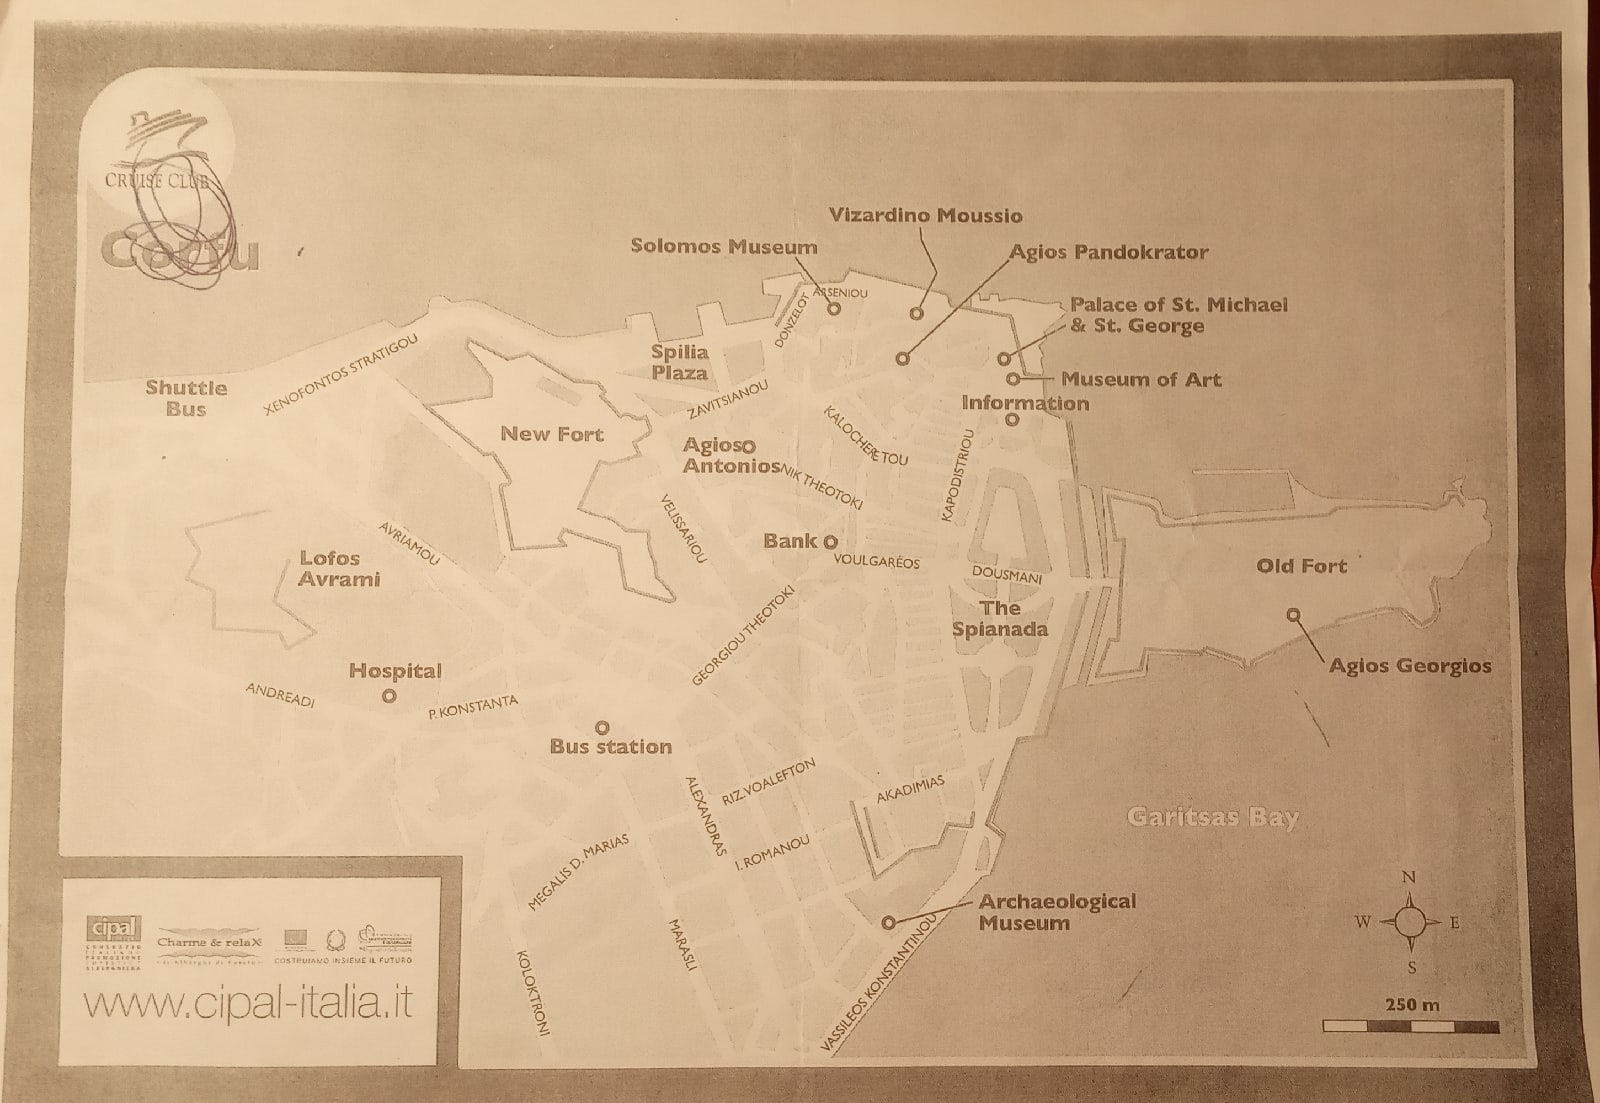 CRUISE CLUB
Corfu
Vizardino Moussio
Solomos Museum
Agios Pandokrator
ARSENIOU
DONZELOT
Palace of St. Michael
& St. George
XENOFONTOS STRATIGOU
Spilia
Plaza
Shuttle
Bus
ZAVITSIANOU
Museum of Art
Information
New Fort
KALOCHERETOU
KAPODISTRIOU
Agios
Antonios
NIK THEOTOKI
VELISSARIOU
AVRIAMOU
Bank
VOULGAREOS
DOUSMANI
Old Fort
Lofos
Avrami
GEORGIOU THEOTOKI
The
Spianada
Agios Georgios
Hospital
ANDREADI
P. KONSTANTA
Bus station
RIZ.VOALEFTON
ALEXANDRAS
AKADIMIAS
Garitsas Bay
MEGALIS D. MARIAS
I. ROMANOU
Archaeological
Museum
MARASLI
KOLOKTRONI
VASSILEOS KONSTANTINOU
N
W E
S
250 m
cipal
Charme & relaX
COSTRUIAMO INSIEME IL FUTURO
www.cipal-italia.it